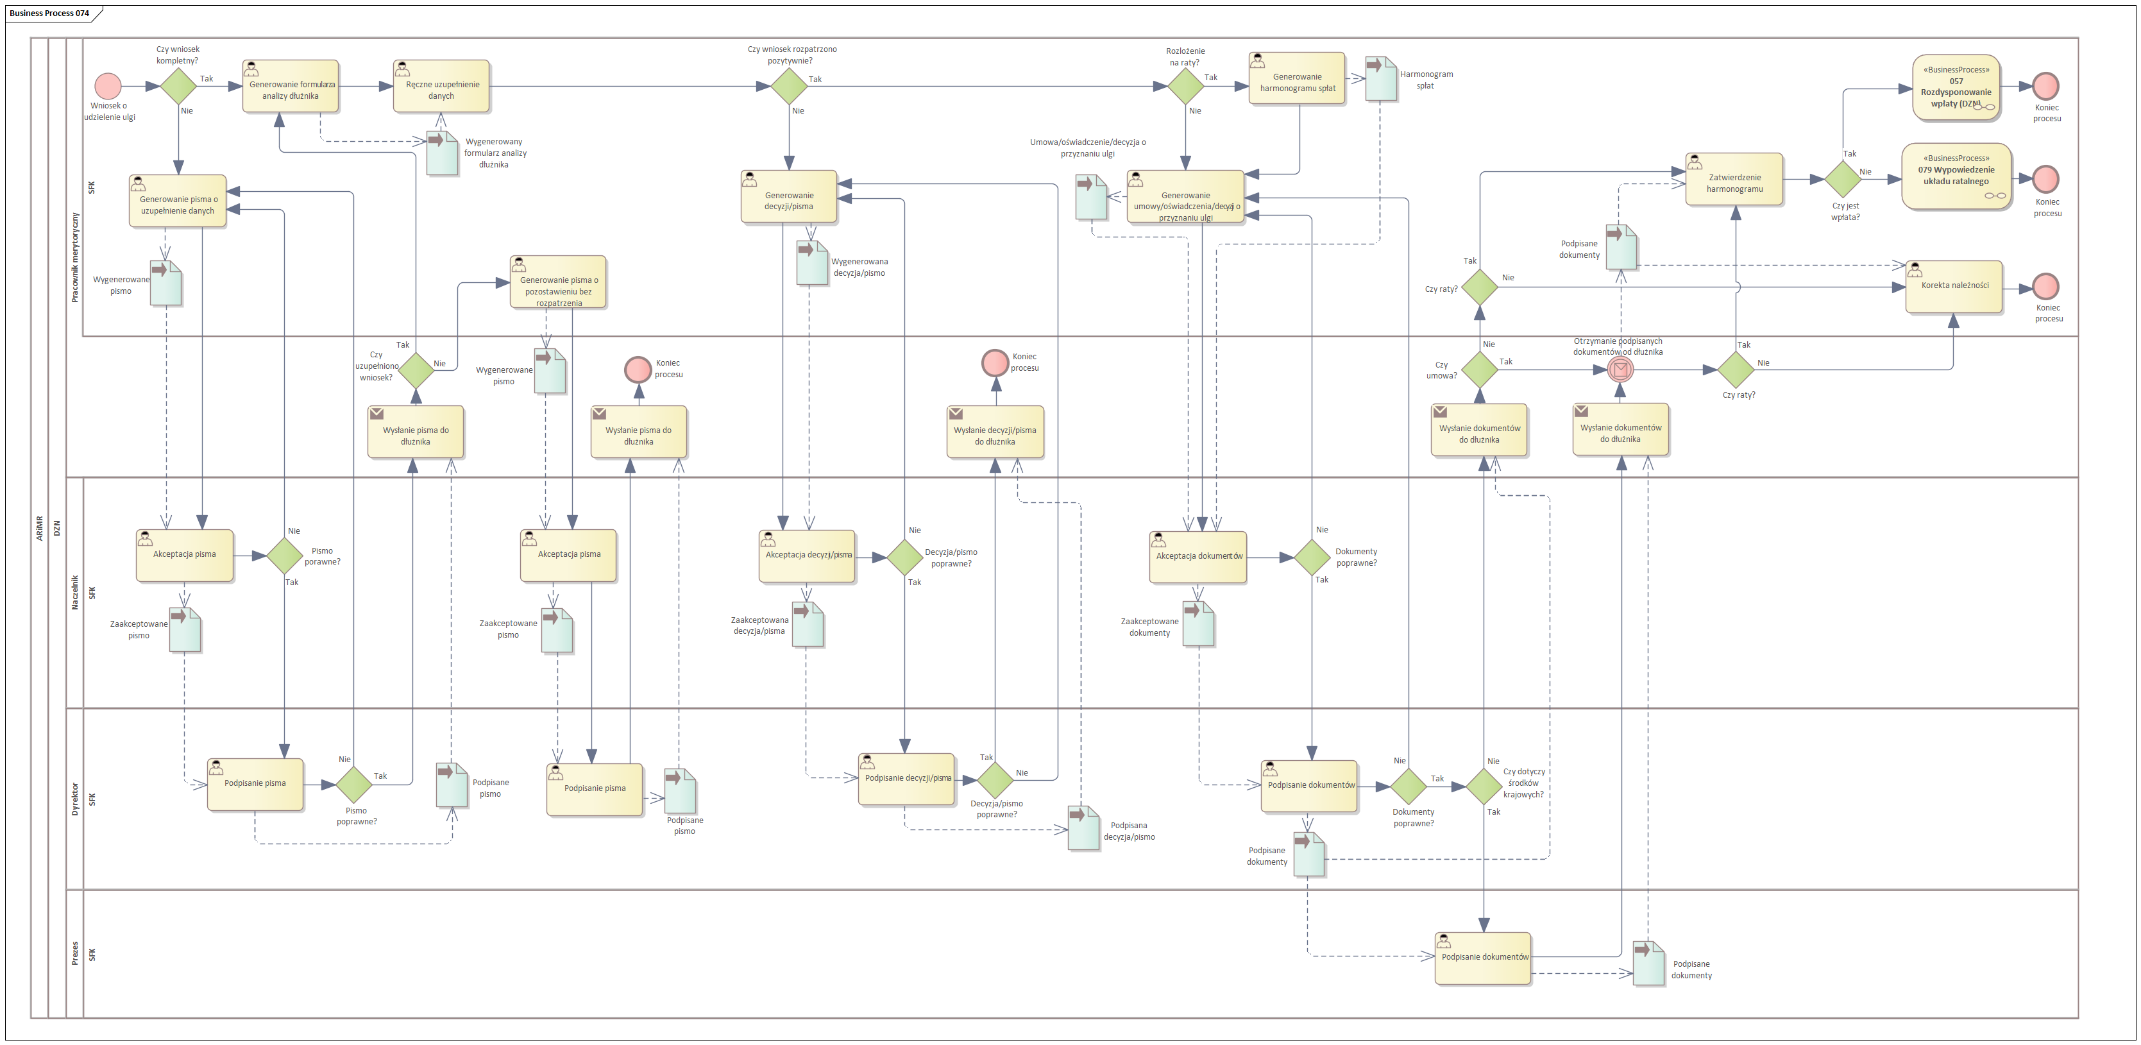 Business Process 074
ARiMR
DZN
Pracownik merytoryczny
SFK
Naczelnik
SFK
Dyrektor
SFK
Prezes
SFK
Wniosek o
udzielenie ulgi
Czy wniosek
kompletny?
Tak
Nie
Generowanie formularza
analizy dłużnika
Ręczne uzupełnienie
danych
Wygenerowany
formularz analizy
dłużnika
Czy wniosek rozpatrzono
pozytywnie?
Tak
Nie
Rozłożenie
na raty?
Tak
Nie
Generowanie
harmonogramu spłat
Harmonogram
spłat
«BusinessProcess»
057
Rozdysponowanie
wpłaty (DZN)
Koniec
procesu
Generowanie pisma o
uzupełnienie danych
Wygenerowane
pismo
Generowanie pisma o
pozostawieniu bez
rozpatrzenia
Generowanie
decyzji/pisma
Wygenerowana
decyzja/pismo
Umowa/oświadczenie/decyzja o
przyznaniu ulgi
Generowanie
umowy/oświadczenia/decyzji o
przyznaniu ulgi
Zatwierdzenie
harmonogramu
Tak
Nie
Czy jest
wpłata?
«BusinessProcess»
079 Wypowiedzenie
układu ratalnego
Koniec
procesu
Podpisane
dokumenty
Tak
Czy raty?
Nie
Korekta należności
Koniec
procesu
Tak
Czy
uzupełniono
wniosek?
Nie
Wygenerowane
pismo
Koniec
procesu
Koniec
procesu
Nie
Czy
umowa?
Tak
Otrzymanie podpisanych
dokumentów od dłużnika
Tak
Nie
Czy raty?
Wysłanie pisma do
dłużnika
Wysłanie pisma do
dłużnika
Wysłanie decyzji/pisma
do dłużnika
Wysłanie dokumentów
do dłużnika
Wysłanie dokumentów
do dłużnika
Akceptacja pisma
Nie
Pismo
porawne?
Tak
Zaakceptowane
pismo
Akceptacja pisma
Zaakceptowane
pismo
Akceptacja decyzji/pisma
Nie
Decyzja/pismo
poprawne?
Tak
Zaakceptowana
decyzja/pisma
Akceptacja dokumentów
Nie
Dokumenty
poprawne?
Tak
Zaakceptowane
dokumenty
Podpisanie pisma
Nie
Tak
Pismo
poprawne?
Podpisane
pismo
Podpisanie pisma
Podpisane
pismo
Podpisanie decyzji/pisma
Tak
Nie
Decyzja/pismo
poprawne?
Podpisana
decyzja/pismo
Podpisanie dokumentów
Nie
Tak
Dokumenty
poprawne?
Nie
Czy dotyczy
środków
krajowych?
Tak
Podpisane
dokumenty
Podpisanie dokumentów
Podpisane
dokumenty